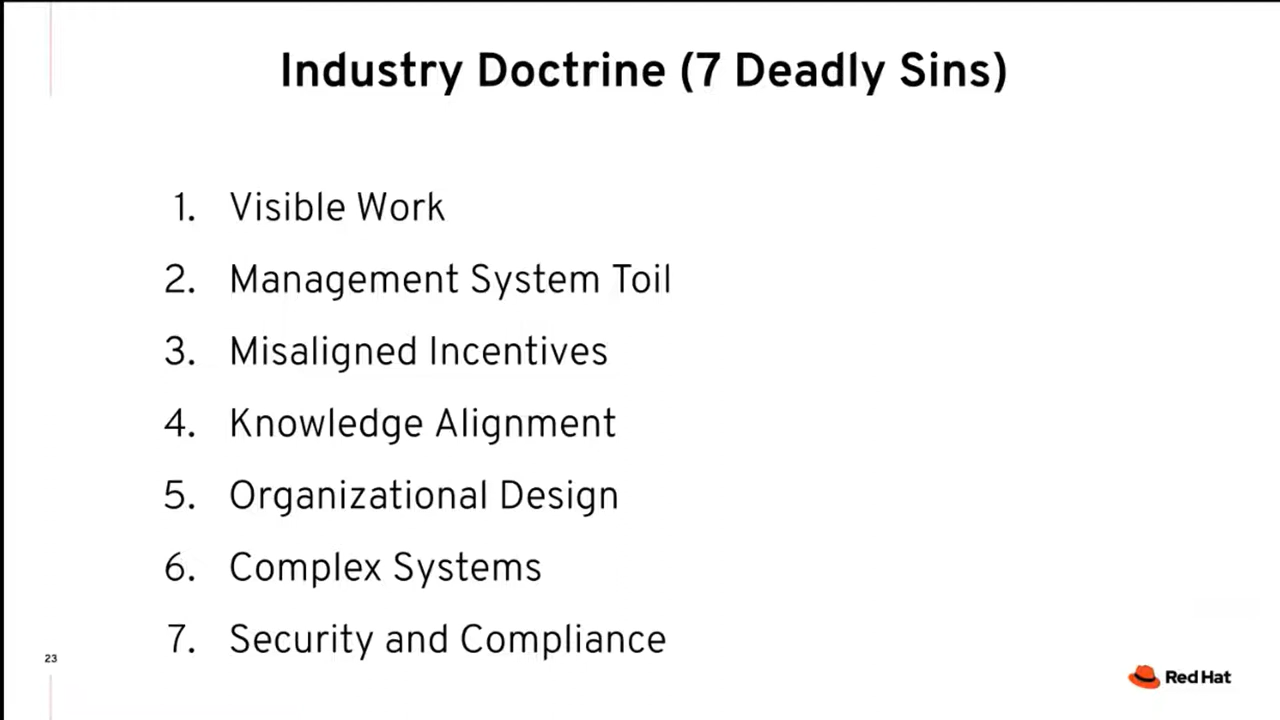 Industry Doctrine (7 Deadly Sins)
1. Visible Work
2. Management System Toil
3. Misaligned Incentives
4. Knowledge Alignment
5. Organizational Design
6. Complex Systems
7. Security and Compliance
23
Red Hat